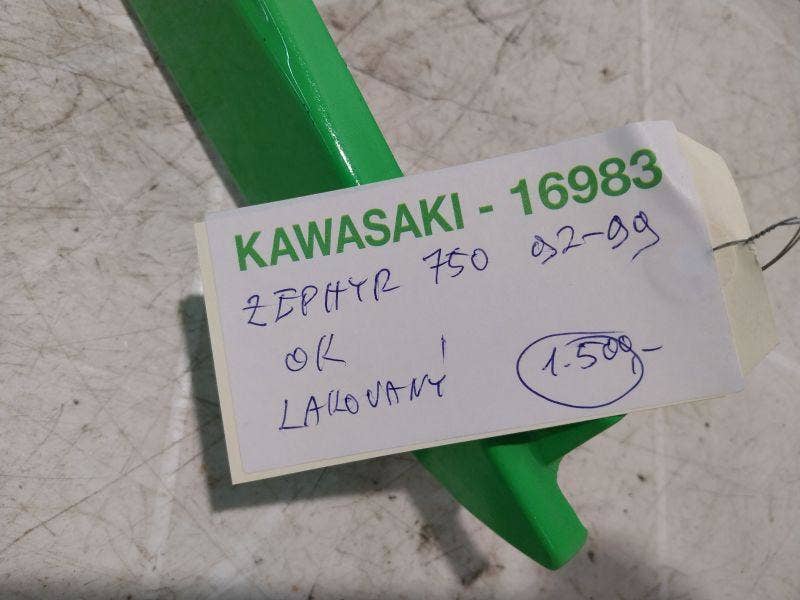 KAWASAKI - 16983
ZEPHYR 750 92-99
OK
LAKOVANÝ 1.500,-